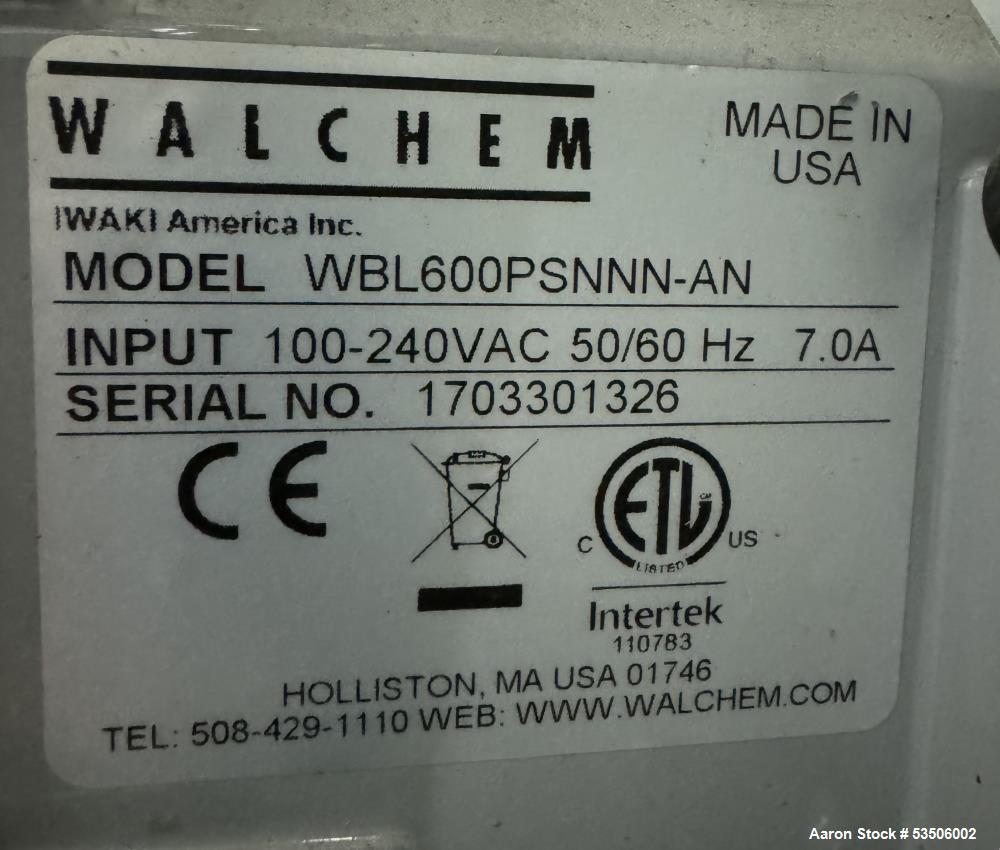 WALCHEM
MADE IN
USA
IWAKI America Inc.
MODEL WBL600PSNNN-AN
INPUT 100-240VAC 50/60 Hz 7.0A
SERIAL NO. 1703301326
CE
ETL
CM
C US
LISTED
Intertek
110783
HOLLISTON, MA USA 01746
TEL: 508-429-1110 WEB: WWW.WALCHEM.COM
Aaron Stock # 53506002